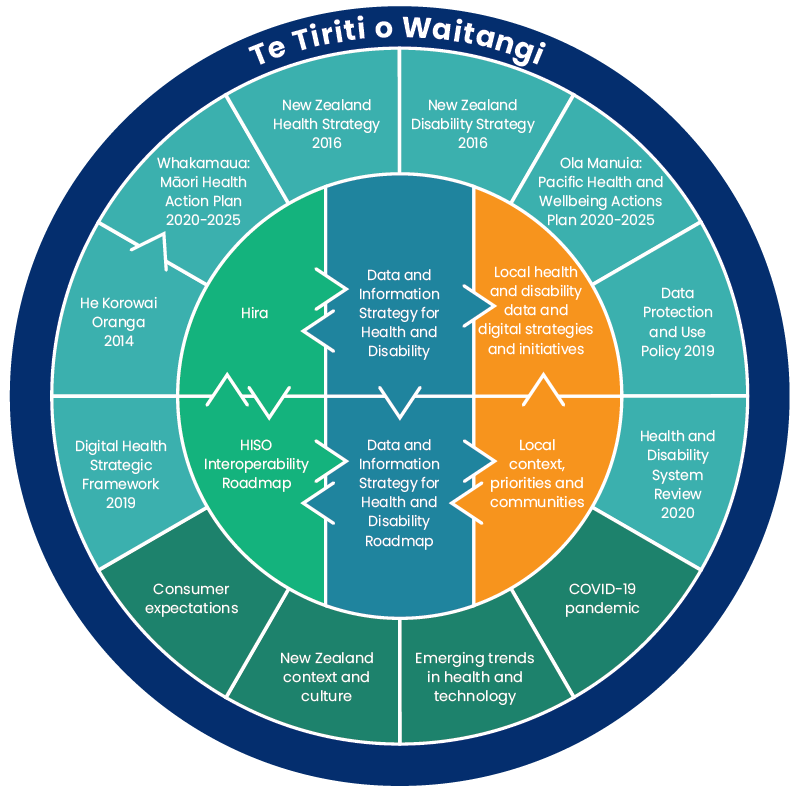 Te Tiriti o Waitangi
New Zealand
Health Strategy
2016
New Zealand
Disability Strategy
2016
Ola Manuia:
Pacific Health and
Wellbeing Actions
Plan 2020-2025
Data
Protection
and Use
Policy 2019
Health and
Disability
System
Review
2020
COVID-19
pandemic
Emerging trends
in health and
technology
New Zealand
context and
culture
Consumer
expectations
Digital Health
Strategic
Framework
2019
He Korowai
Oranga
2014
Whakamaua:
Māori Health
Action Plan
2020-2025
Hira
Data and
Information
Strategy for
Health and
Disability
Local health
and disability
data and
digital strategies
and initiatives
HISO
Interoperability
Roadmap
Data and
Information
Strategy for
Health and
Disability
Roadmap
Local
context,
priorities and
communities